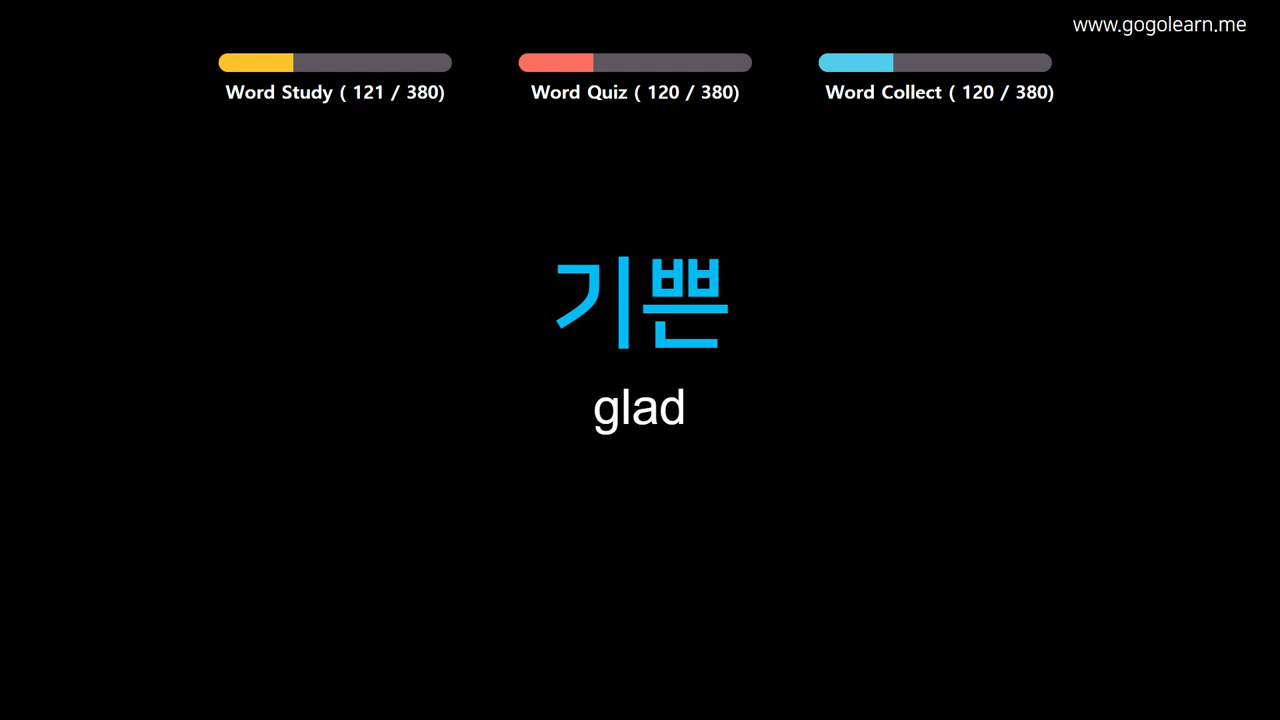 www.gogolearn.me
Word Study ( 121 / 380)
Word Quiz ( 120 / 380)
Word Collect ( 120 / 380)
기쁜
glad